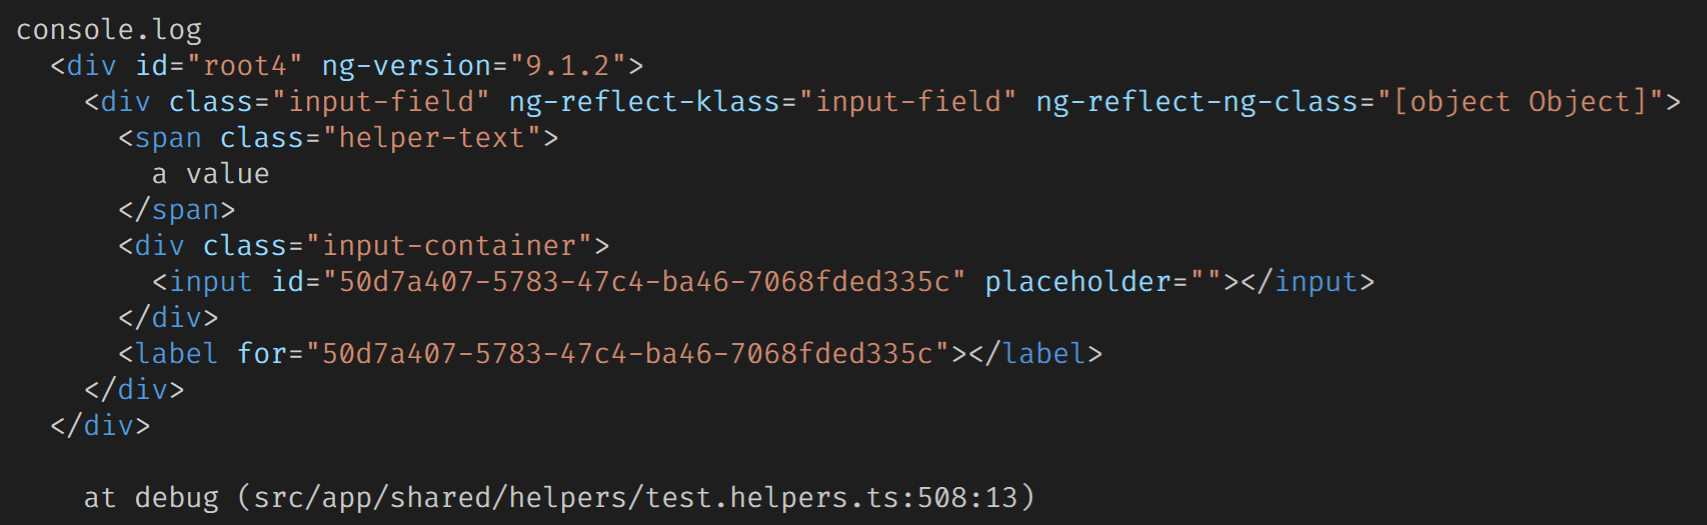 console.log
<div id="root4" ng-version="9.1.2">
<div class="input-field" ng-reflect-klass="input-field" ng-reflect-ng-class="[object Object]">
<span class="helper-text">
a value
</span>
<div class="input-container">
<input id="50d7a407-5783-47c4-ba46-7068fded335c" placeholder=""></input>
</div>
<label for="50d7a407-5783-47c4-ba46-7068fded335c"></label>
</div>
</div>
at debug (src/app/shared/helpers/test.helpers.ts:508:13)